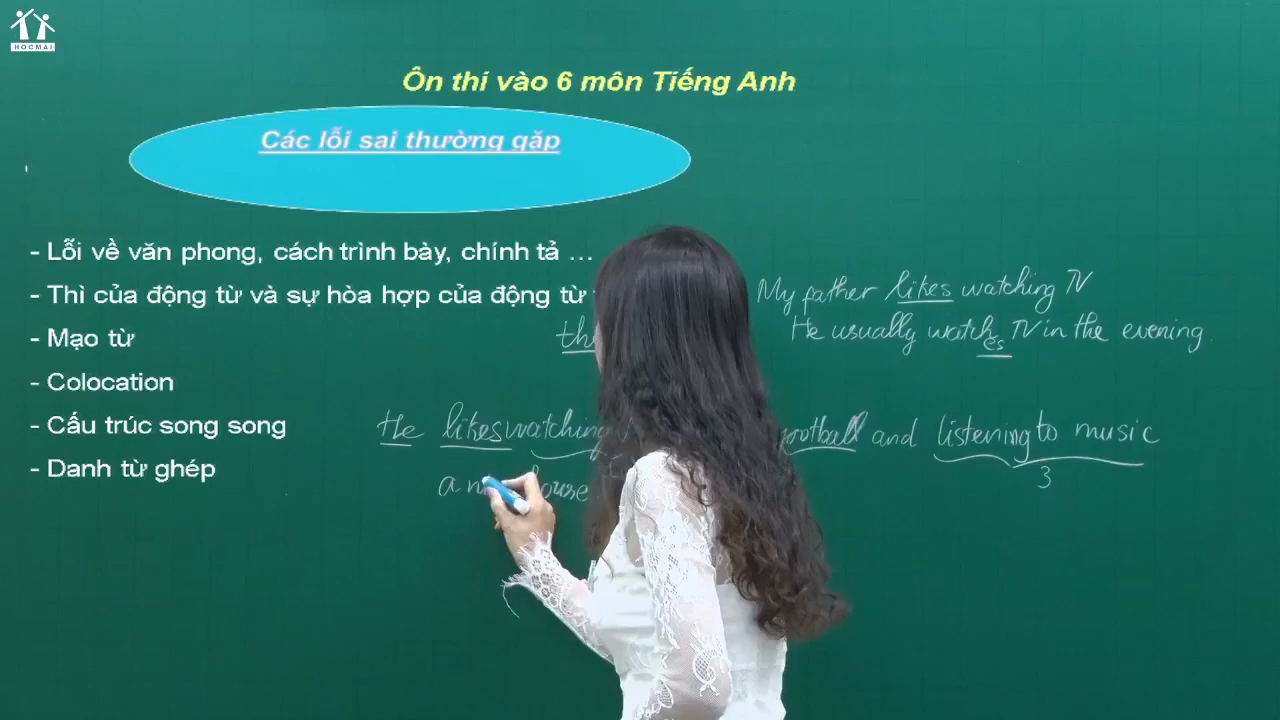 HOCMAI
Ôn thi vào 6 môn Tiếng Anh
Các lỗi sai thường gặp
- Lỗi về văn phong, cách trình bày, chính tả ...
- Thì của động từ và sự hòa hợp của động từ
- Mạo từ
- Colocation
- Cấu trúc song song
- Danh từ ghép
My father likes watching TV
He usually watches TV in the evening.
He likes watching football and listening to music
3
a